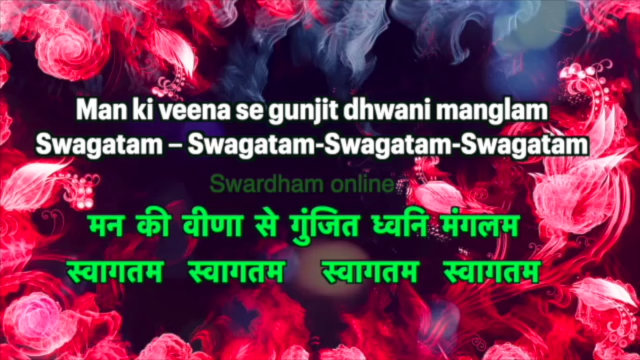 Man ki veena se gunjit dhwani manglam
Swagatam – Swagatam-Swagatam-Swagatam
Swardham online
मन की वीणा से गुंजित ध्वनि मंगलम
स्वागतम स्वागतम स्वागतम स्वागतम